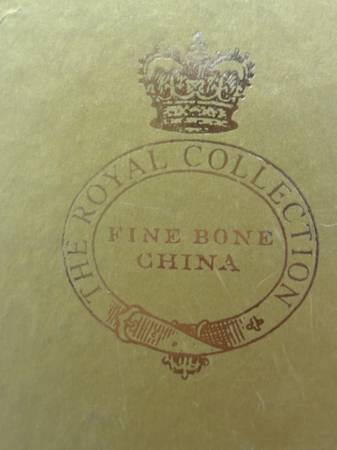 THE ROYAL COLLECTION
FINE BONE
CHINA